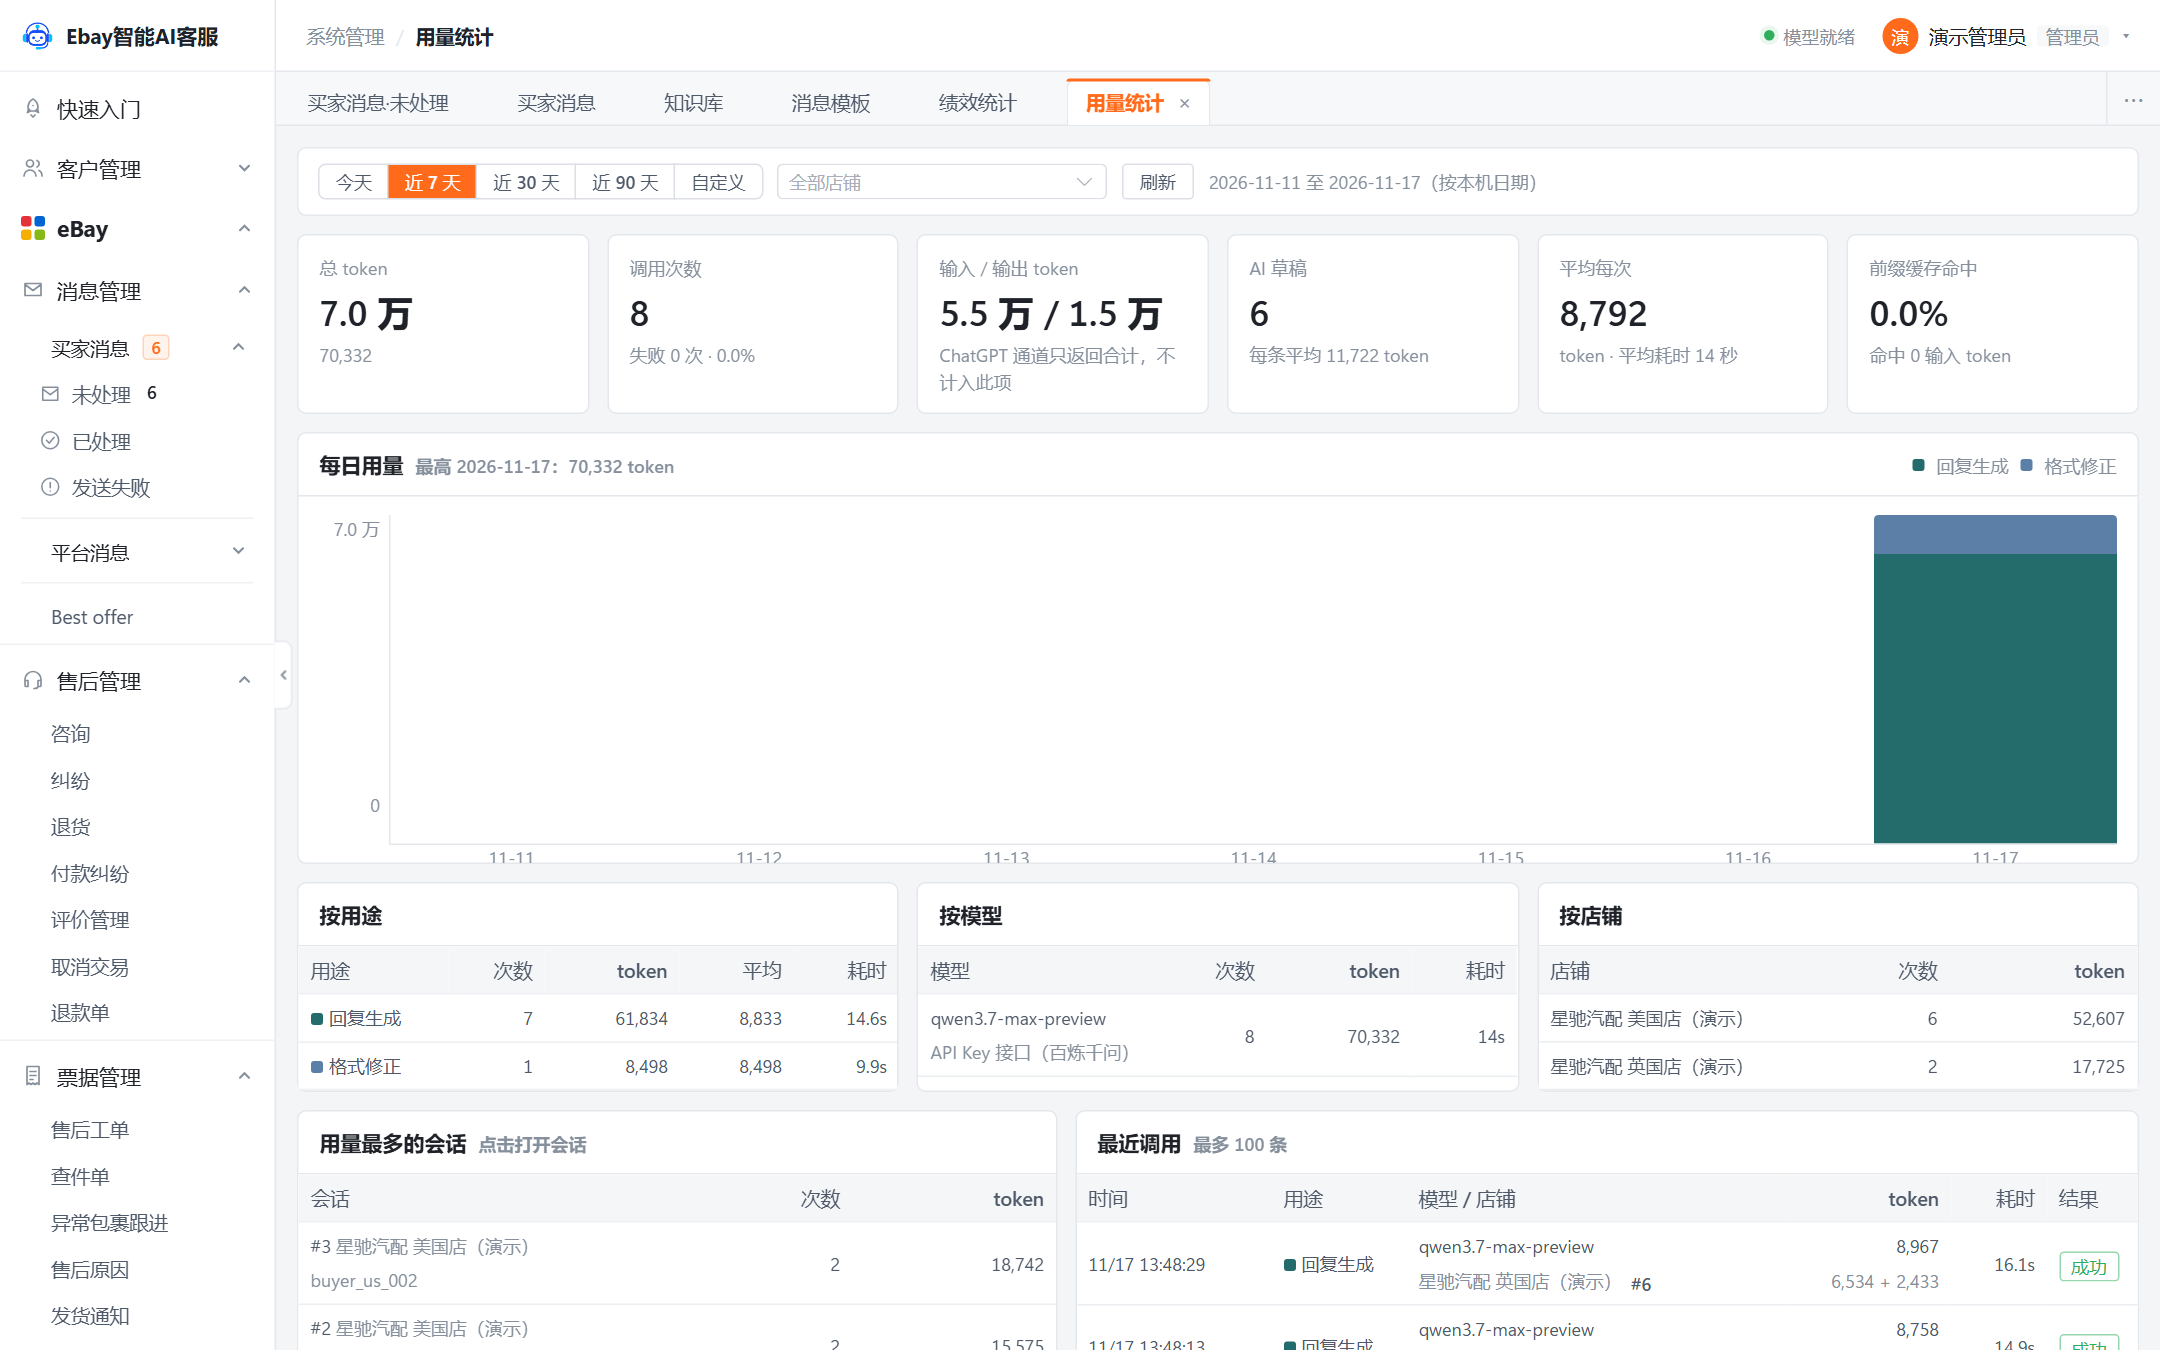 Ebay智能AI客服
系统管理 / 用量统计
模型就绪
演 演示管理员 管理员
快速入门
客户管理
eBay
消息管理
买家消息 6
未处理 6
已处理
发送失败
平台消息
Best offer
售后管理
咨询
纠纷
退货
付款纠纷
评价管理
取消交易
退款单
票据管理
售后工单
查件单
异常包裹跟进
售后原因
发货通知
买家消息·未处理 买家消息 知识库 消息模板 绩效统计 用量统计 × ···
今天 近 7 天 近 30 天 近 90 天 自定义 全部店铺 刷新 2026-11-11 至 2026-11-17（按本机日期）
总 token
7.0 万
70,332
调用次数
8
失败 0 次 · 0.0%
输入 / 输出 token
5.5 万 / 1.5 万
ChatGPT 通道只返回合计，不
计入此项
AI 草稿
6
每条平均 11,722 token
平均每次
8,792
token · 平均耗时 14 秒
前缀缓存命中
0.0%
命中 0 输入 token
每日用量 最高 2026-11-17：70,332 token
回复生成 格式修正
7.0 万
0
11-11 11-12 11-13 11-14 11-15 11-16 11-17
按用途
用途 次数 token 平均 耗时
回复生成 7 61,834 8,833 14.6s
格式修正 1 8,498 8,498 9.9s
按模型
模型 次数 token 耗时
qwen3.7-max-preview
API Key 接口（百炼千问）
8 70,332 14s
按店铺
店铺 次数 token
星驰汽配 美国店（演示） 6 52,607
星驰汽配 英国店（演示） 2 17,725
用量最多的会话 点击打开会话
会话 次数 token
#3 星驰汽配 美国店（演示）
buyer_us_002
2 18,742
#2 星驰汽配 美国店（演示）
2 15,575
最近调用 最多 100 条
时间 用途 模型 / 店铺 token 耗时 结果
11/17 13:48:29 回复生成 qwen3.7-max-preview 8,967 16.1s 成功
星驰汽配 英国店（演示） #6 6,534 + 2,433
qwen3.7-max-preview 8,758
11/17 13:48:13 回复生成 14.9s 成功